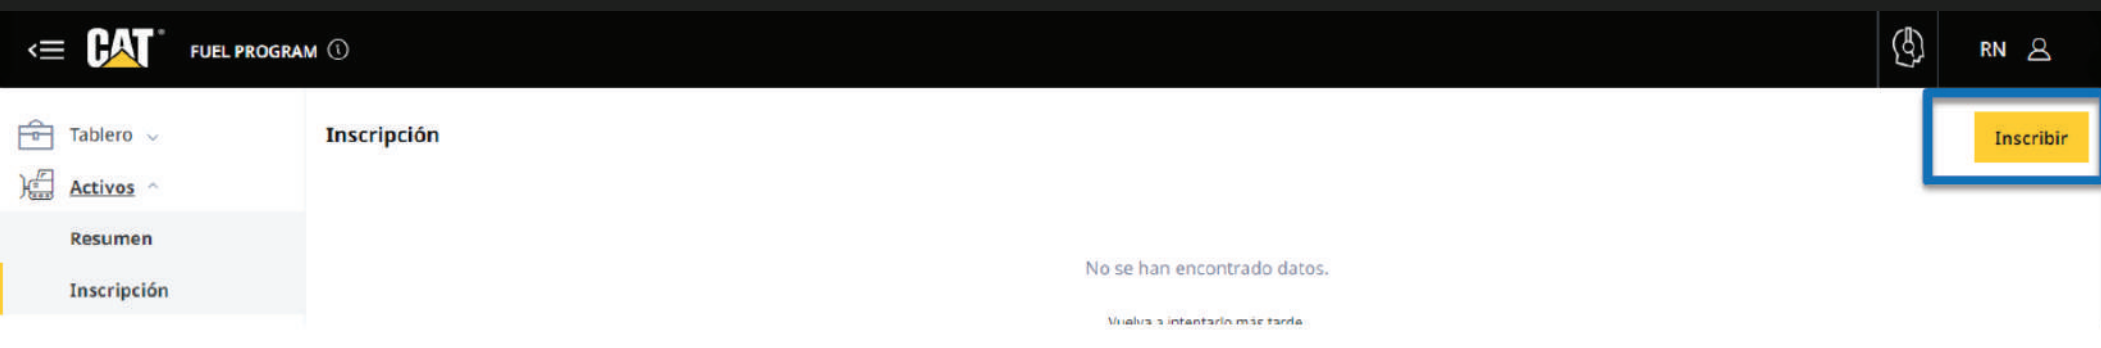 CAT FUEL PROGRAM RN
Tablero
Inscripción
Inscribir
Activos
Resumen
No se han encontrado datos.
Inscripción
Vuelva a intentarlo más tarde